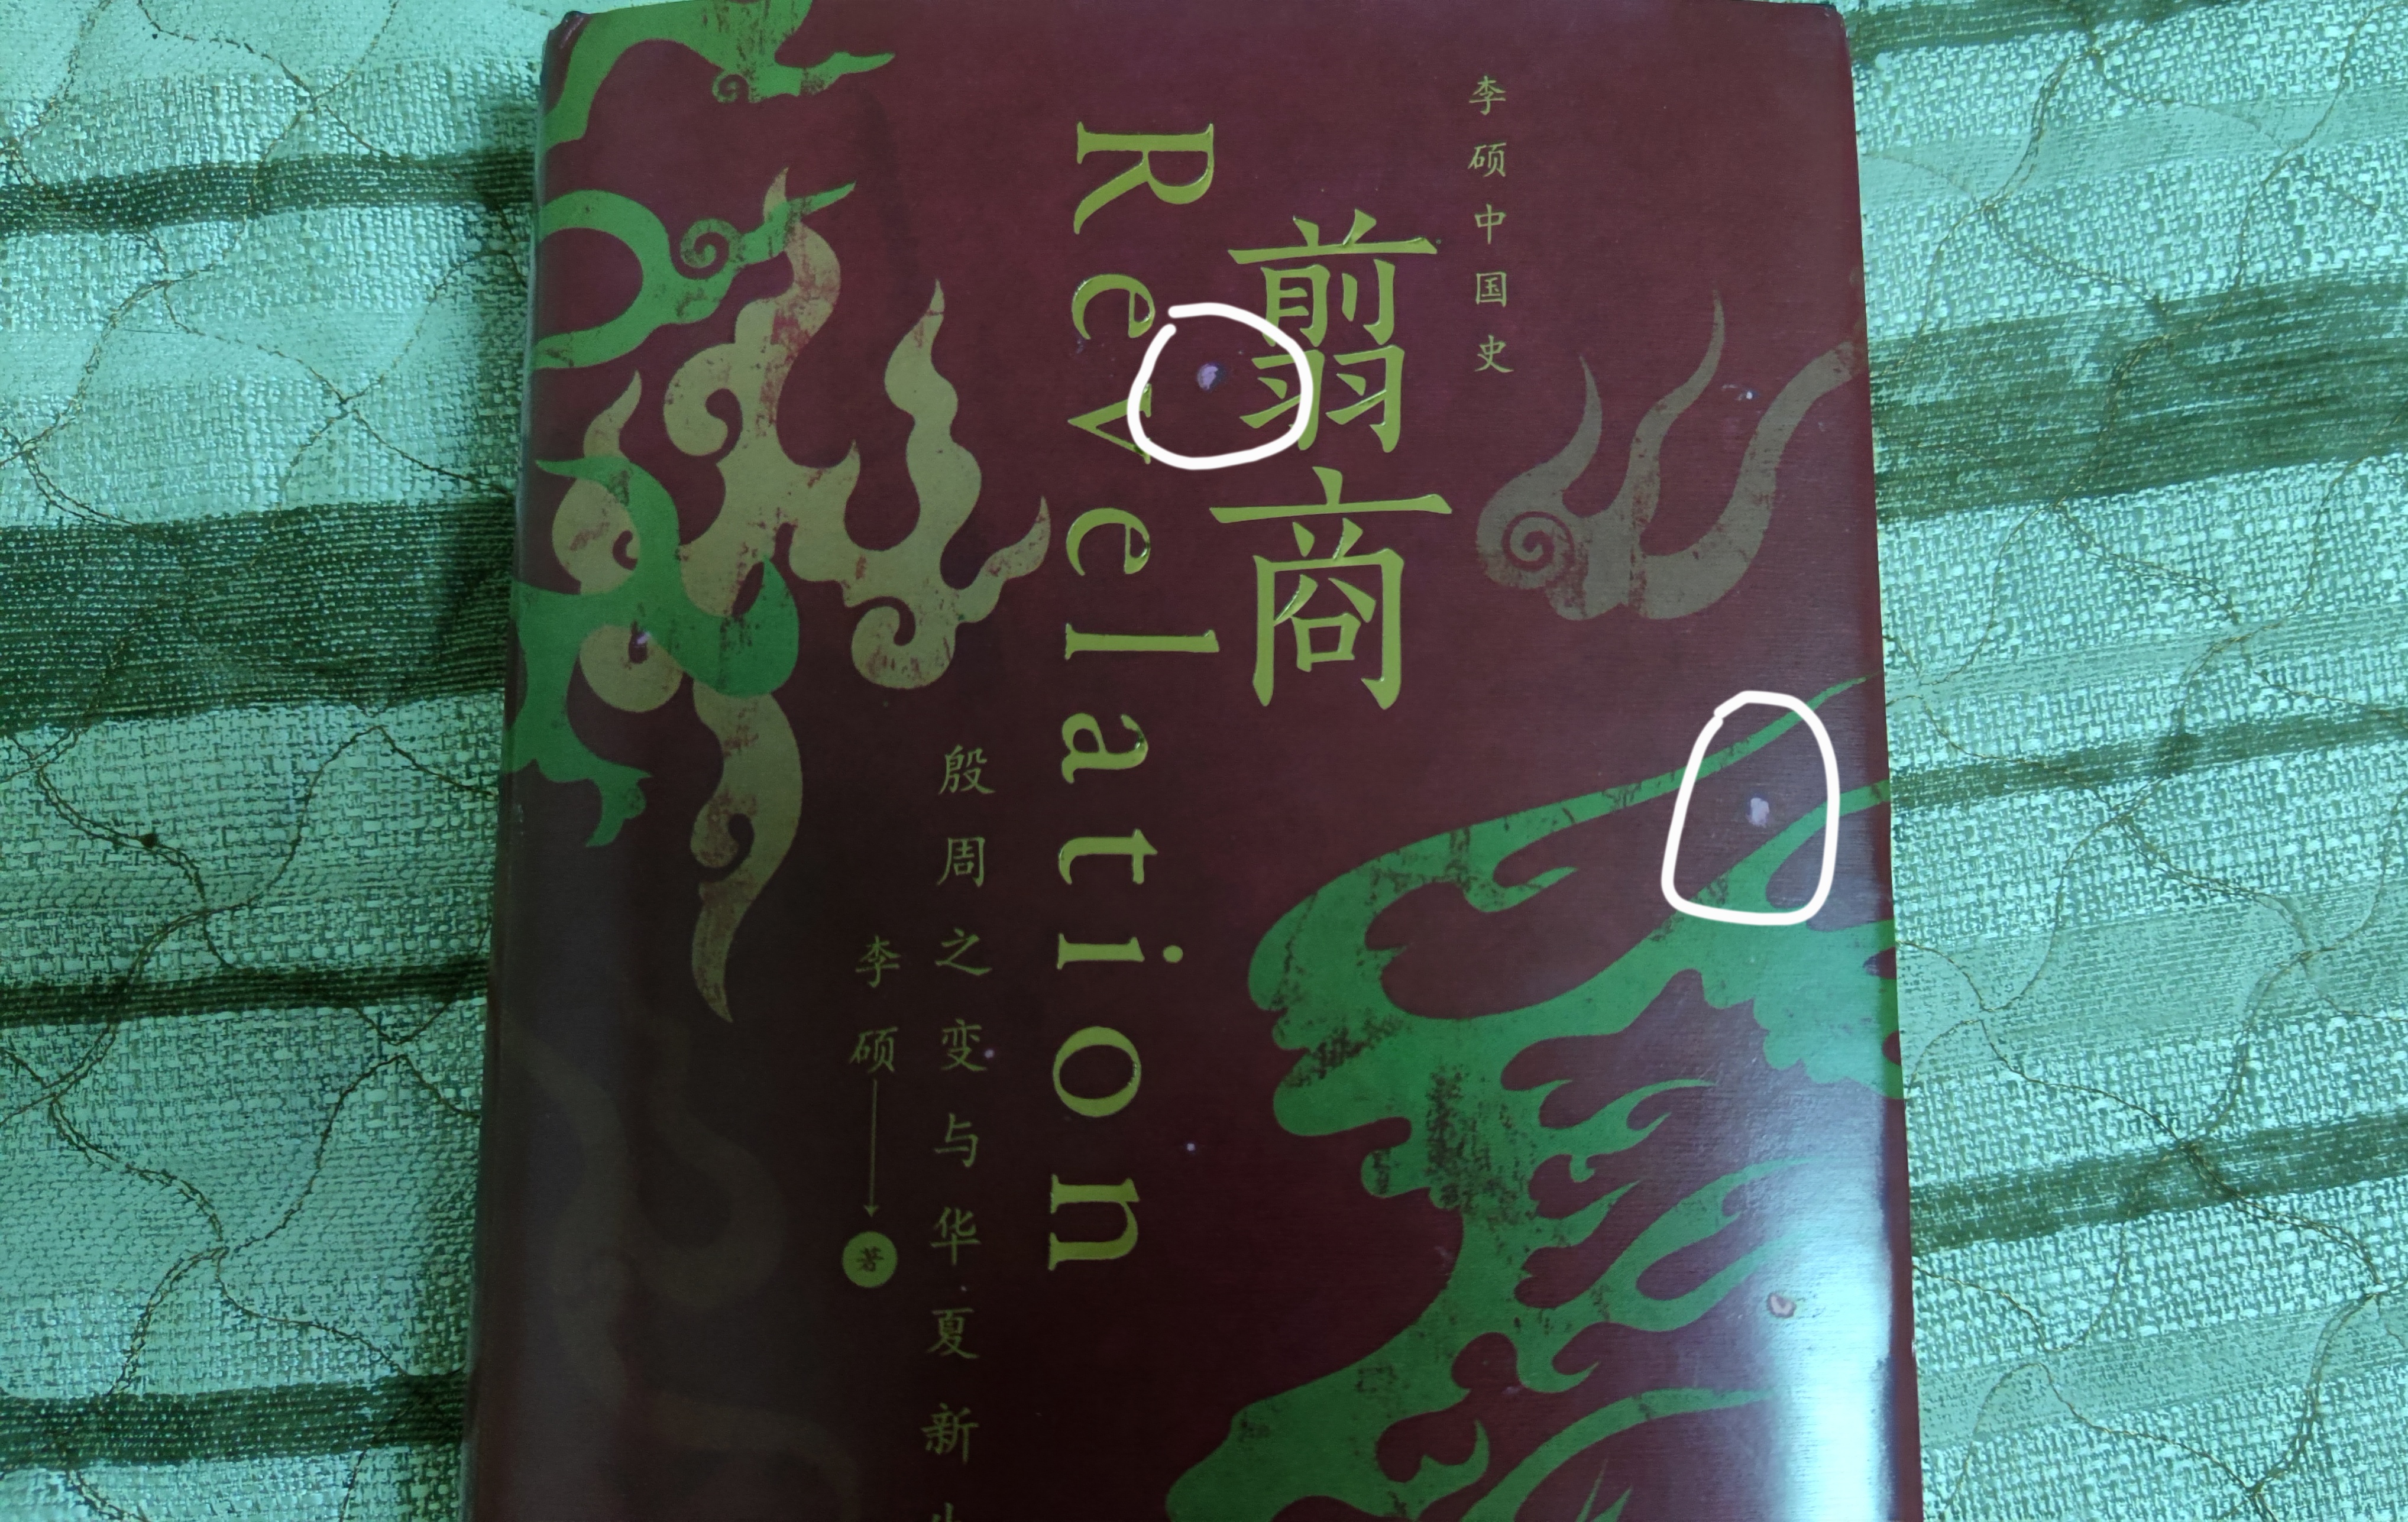 李硕中国史
翦商
Revelation
殷周之变与华夏新
李硕
著